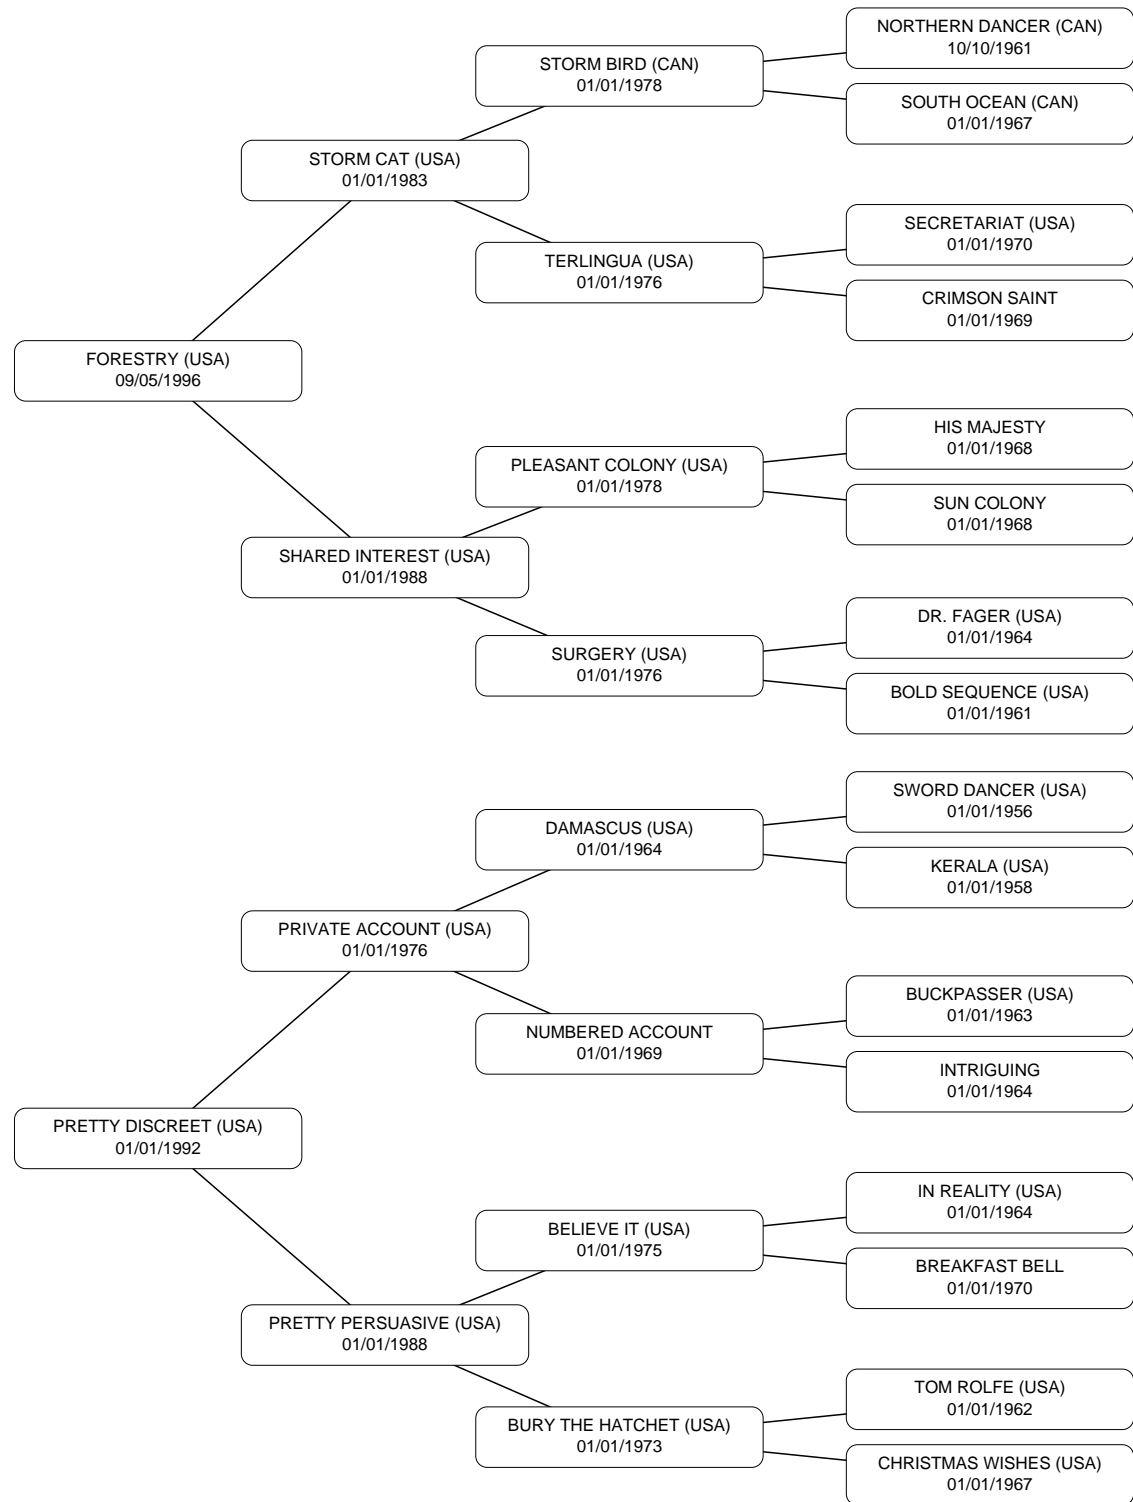 NORTHERN DANCER (CAN)
10/10/1961
STORM BIRD (CAN)
01/01/1978
SOUTH OCEAN (CAN)
01/01/1967
STORM CAT (USA)
01/01/1983
SECRETARIAT (USA)
01/01/1970
TERLINGUA (USA)
01/01/1976
CRIMSON SAINT
01/01/1969
FORESTRY (USA)
09/05/1996
HIS MAJESTY
01/01/1968
PLEASANT COLONY (USA)
01/01/1978
SUN COLONY
01/01/1968
SHARED INTEREST (USA)
01/01/1988
DR. FAGER (USA)
01/01/1964
SURGERY (USA)
01/01/1976
BOLD SEQUENCE (USA)
01/01/1961
SWORD DANCER (USA)
01/01/1956
DAMASCUS (USA)
01/01/1964
KERALA (USA)
01/01/1958
PRIVATE ACCOUNT (USA)
01/01/1976
BUCKPASSER (USA)
01/01/1963
NUMBERED ACCOUNT
01/01/1969
INTRIGUING
01/01/1964
PRETTY DISCREET (USA)
01/01/1992
IN REALITY (USA)
01/01/1964
BELIEVE IT (USA)
01/01/1975
BREAKFAST BELL
01/01/1970
PRETTY PERSUASIVE (USA)
01/01/1988
TOM ROLFE (USA)
01/01/1962
BURY THE HATCHET (USA)
01/01/1973
CHRISTMAS WISHES (USA)
01/01/1967